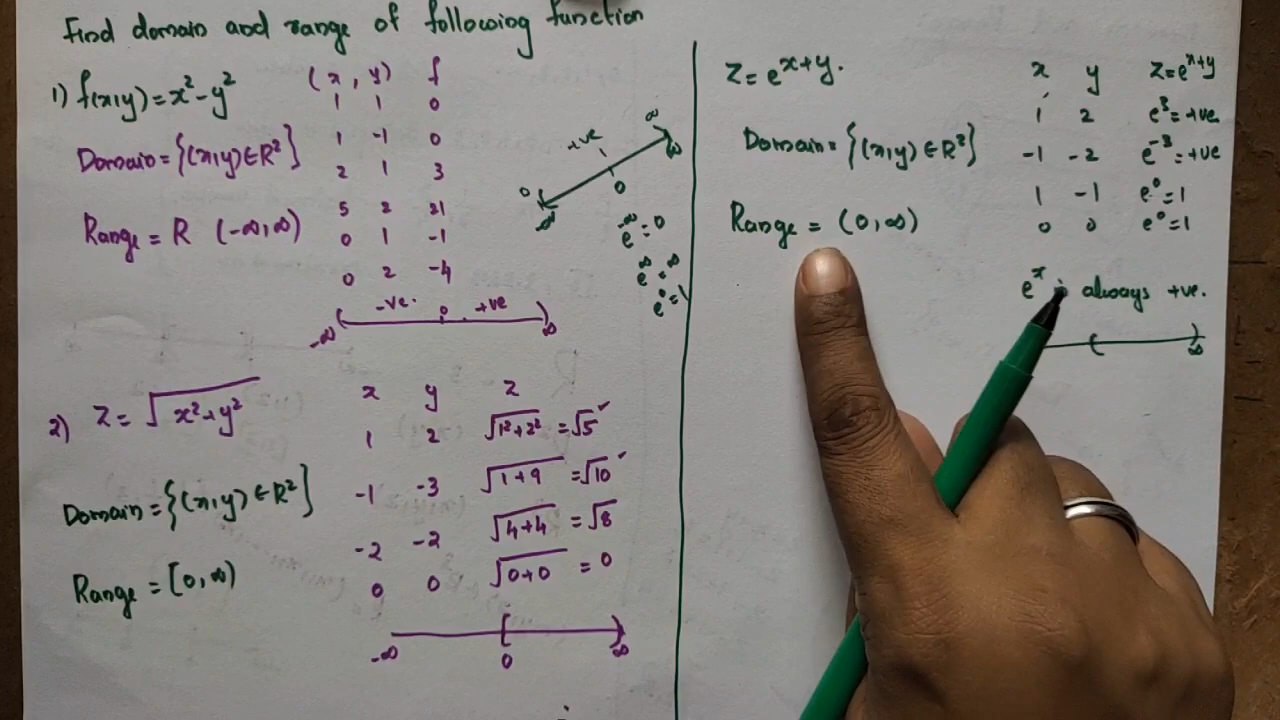 Find domain and range of following function
1) f(x,y) = x² - y²
(x, y) f
1 1 0
1 -1 0
2 1 3
5 2 21
0 1 -1
0 2 -4
Domain = {(x,y) ∈ R²}
Range = R (-∞,∞)
-ve. 0 +ve
-∞ ∞
+ve ∞
0 0 ∞
-∞
e^-∞ = 0
e^∞ = ∞
e^0 = 1
2) Z = √x²+y²
x y Z
1 2 √1²+2² = √5 ✓
-1 -3 √1+9 = √10 ✓
-2 -2 √4+4 = √8
0 0 √0+0 = 0
Domain = {(x,y) ∈ R²}
Range = [0,∞)
-∞ 0 ∞
Z = e^x+y.
x y Z = e^x+y
1 2 e³ = +ve
-1 -2 e^-3 = +ve
1 -1 e^0 = 1
0 0 e^0 = 1
Domain = {(x,y) ∈ R²}
Range = (0,∞)
e^x is always +ve.
∞